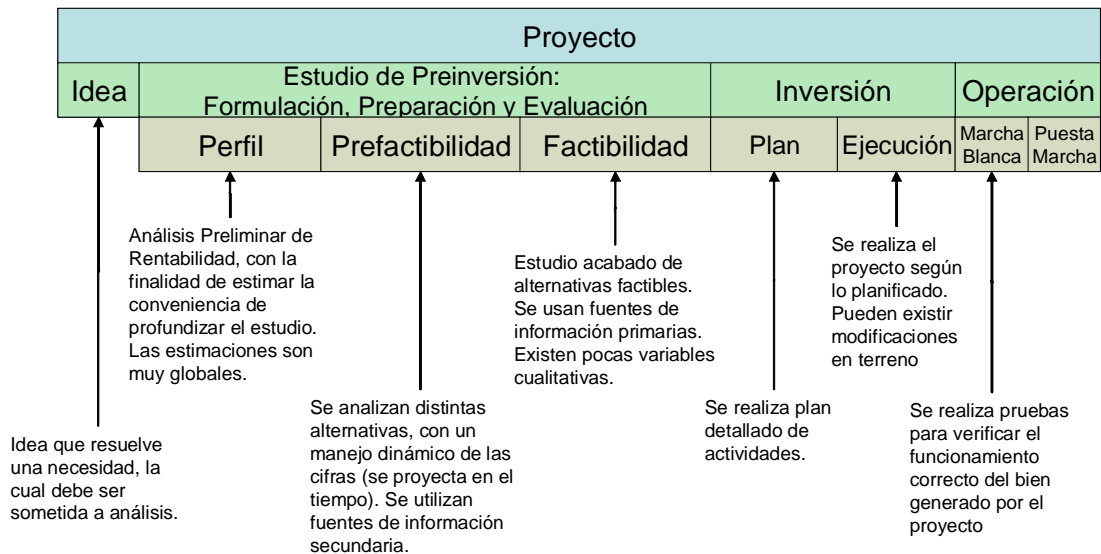 Proyecto
Idea
Estudio de Preinversión:
Formulación, Preparación y Evaluación
Inversión
Operación
Perfil
Prefactibilidad
Factibilidad
Plan
Ejecución
Marcha
Blanca
Puesta
Marcha
Análisis Preliminar de
Rentabilidad, con la
finalidad de estimar la
conveniencia de
profundizar el estudio.
Las estimaciones son
muy globales.
Estudio acabado de
alternativas factibles.
Se usan fuentes de
información primarias.
Existen pocas variables
cualitativas.
Se realiza el
proyecto según
lo planificado.
Pueden existir
modificaciones
en terreno
Idea que resuelve
una necesidad, la
cual debe ser
sometida a análisis.
Se analizan distintas
alternativas, con un
manejo dinámico de las
cifras (se proyecta en el
tiempo). Se utilizan
fuentes de información
secundaria.
Se realiza plan
detallado de
actividades.
Se realiza pruebas
para verificar el
funcionamiento
correcto del bien
generado por el
proyecto